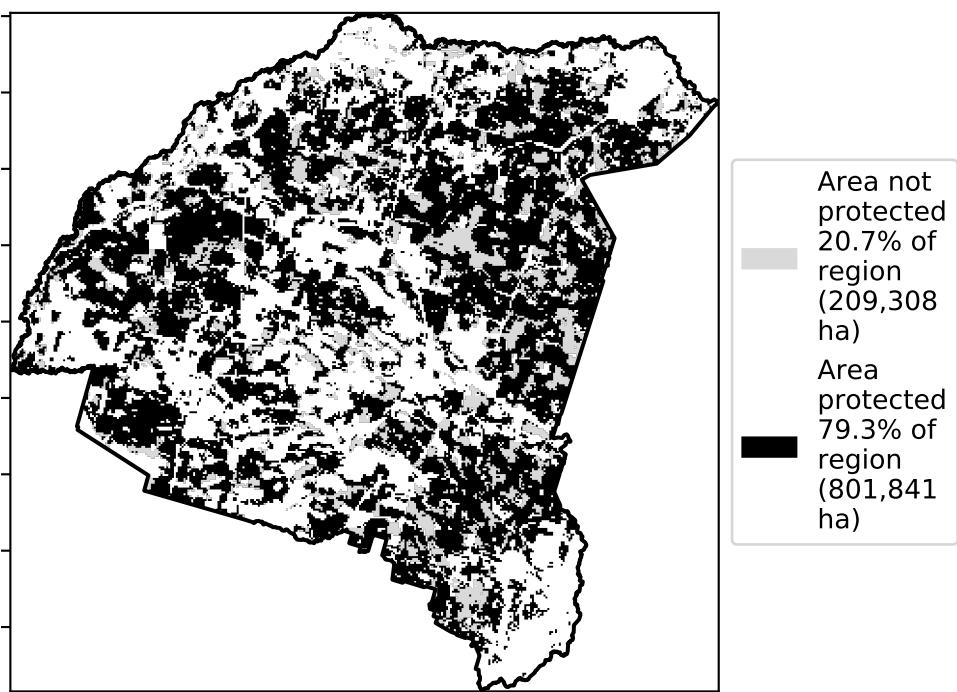 Area not
protected
20.7% of
region
(209,308
ha)
Area
protected
79.3% of
region
(801,841
ha)